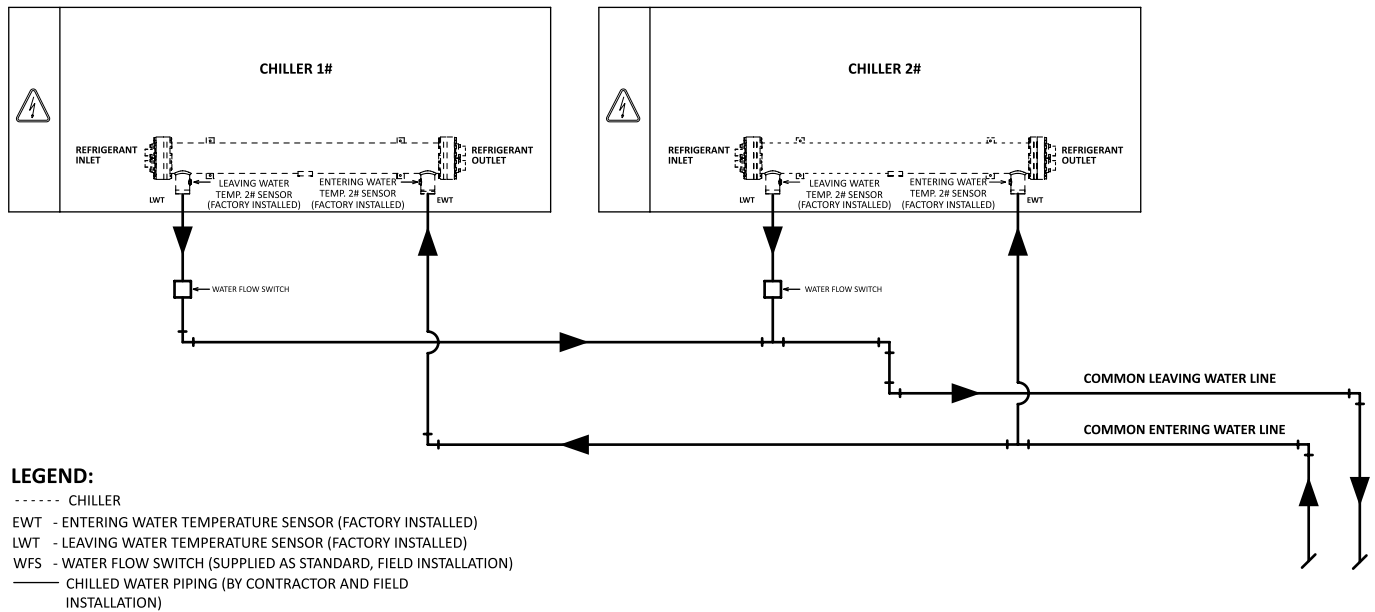 CHILLER 1#
REFRIGERANT
INLET
REFRIGERANT
OUTLET
LEAVING WATER
TEMP. 2# SENSOR
(FACTORY INSTALLED)
ENTERING WATER
TEMP. 2# SENSOR
(FACTORY INSTALLED)
LWT
EWT
WATER FLOW SWITCH
CHILLER 2#
REFRIGERANT
INLET
REFRIGERANT
OUTLET
LEAVING WATER
TEMP. 2# SENSOR
(FACTORY INSTALLED)
ENTERING WATER
TEMP. 2# SENSOR
(FACTORY INSTALLED)
LWT
EWT
WATER FLOW SWITCH
COMMON LEAVING WATER LINE
COMMON ENTERING WATER LINE
LEGEND:
------ CHILLER
EWT - ENTERING WATER TEMPERATURE SENSOR (FACTORY INSTALLED)
LWT - LEAVING WATER TEMPERATURE SENSOR (FACTORY INSTALLED)
WFS - WATER FLOW SWITCH (SUPPLIED AS STANDARD, FIELD INSTALLATION)
CHILLED WATER PIPING (BY CONTRACTOR AND FIELD
INSTALLATION)